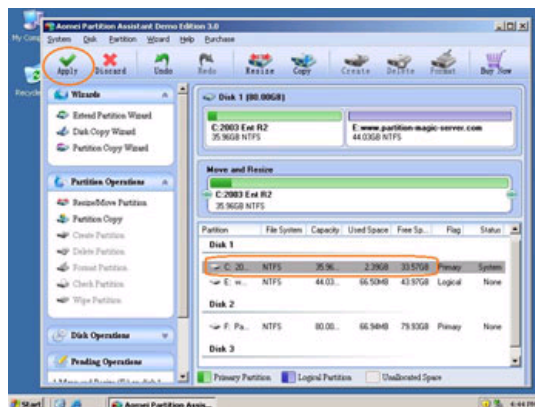 My Comp
Recycle
Aomei Partition Assistant Demo Edition 3.0
System Disk Partition Wizard Help Purchase
Apply Discard Undo Redo Resize Copy Create Delete Format Buy Now
Wizards
Extend Partition Wizard
Disk Copy Wizard
Partition Copy Wizard
Partition Operations
Resize/Move Partition
Partition Copy
Create Partition
Delete Partition
Format Partition
Check Partition
Wipe Partition
Disk Operations
Pending Operations
Disk 1 (80.00GB)
C:2003 Ent R2
35.96GB NTFS
E:www.partition-magic-server.com
44.03GB NTFS
Move and Resize
C:2003 Ent R2
35.96GB NTFS
Partition File System Capacity Used Space Free Sp... Flag Status
Disk 1
C: 20... NTFS 35.96... 2.39GB 33.57GB Primary System
E: w... NTFS 44.03... 66.50MB 43.97GB Logical None
Disk 2
F: Pa... NTFS 80.00... 66.94MB 79.93GB Primary None
Disk 3
Primary Partition Logical Partition Unallocated Space
Start
Aomei Partition Assis...
4:44 PM